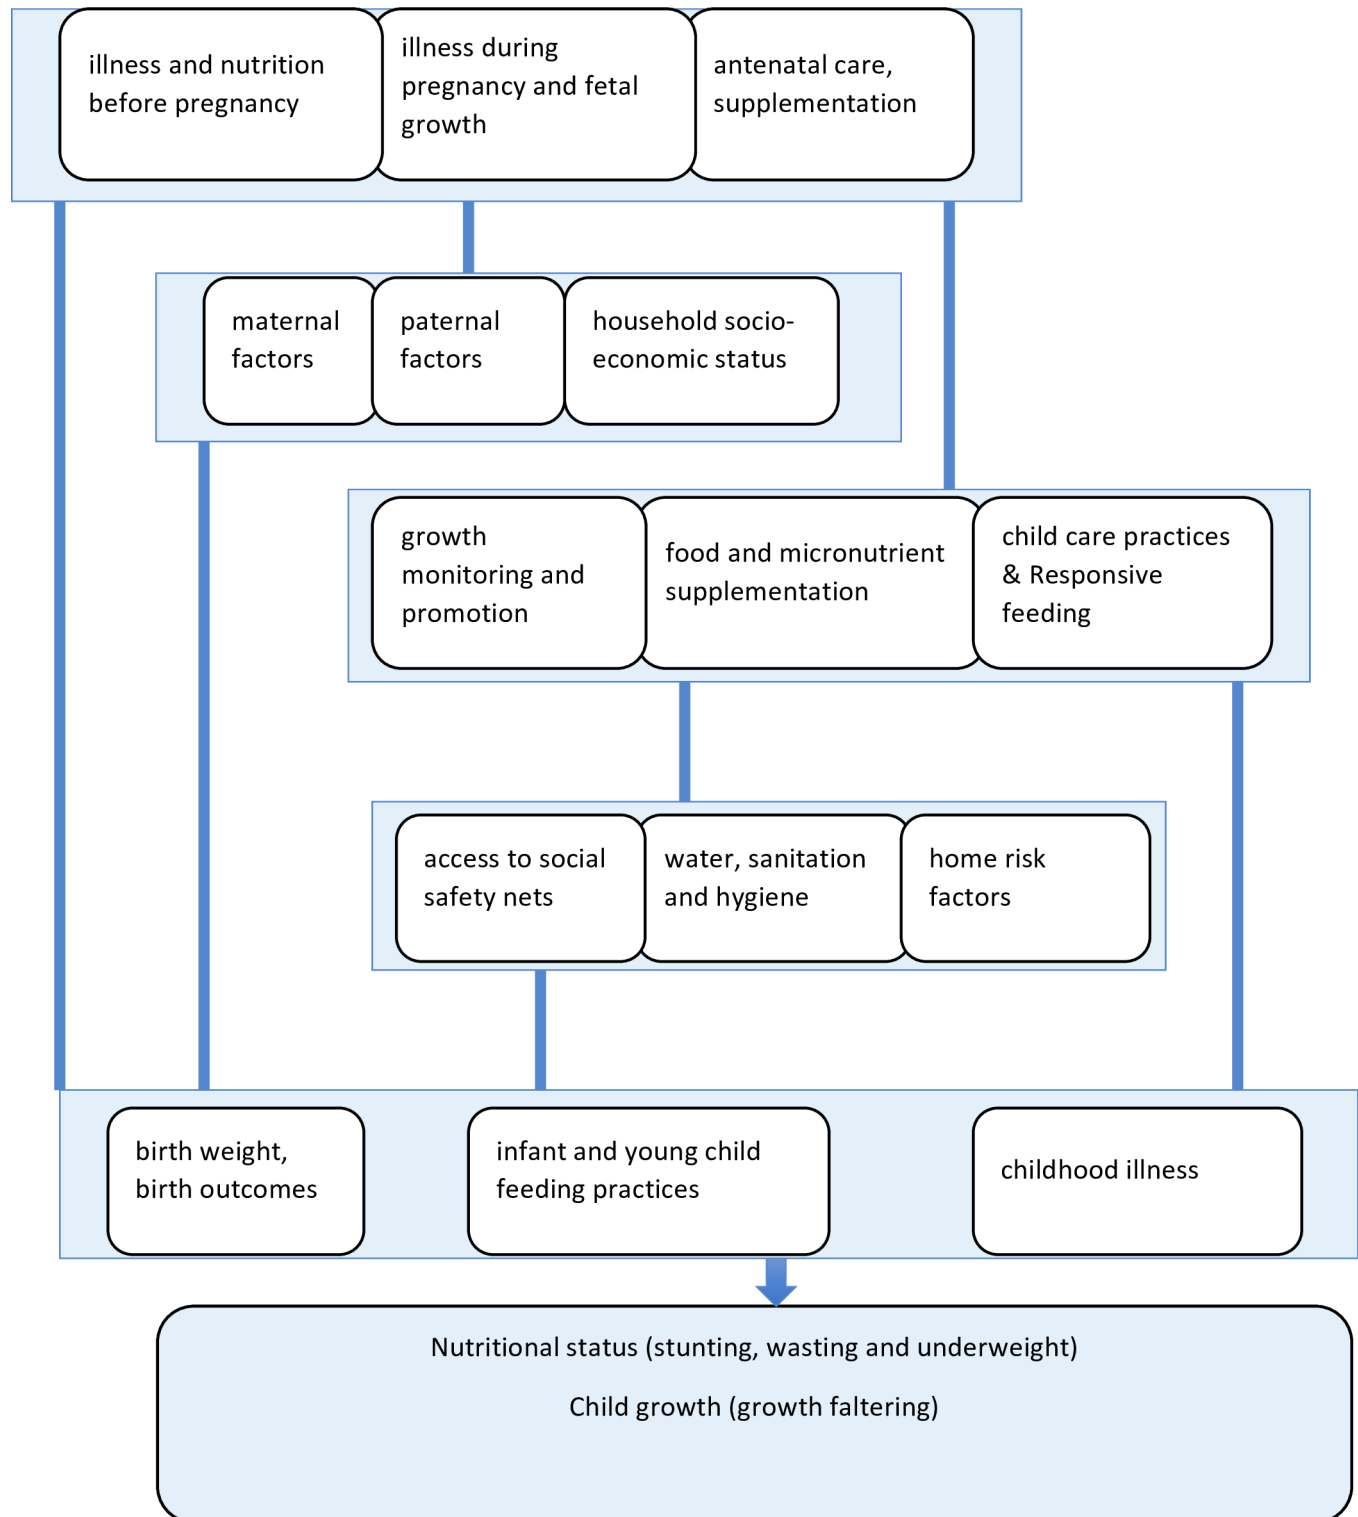 illness and nutrition
before pregnancy
illness during
pregnancy and fetal
growth
antenatal care,
supplementation
maternal
factors
paternal
factors
household socio-
economic status
growth
monitoring and
promotion
food and micronutrient
supplementation
child care practices
& Responsive
feeding
access to social
safety nets
water, sanitation
and hygiene
home risk
factors
birth weight,
birth outcomes
infant and young child
feeding practices
childhood illness
Nutritional status (stunting, wasting and underweight)
Child growth (growth faltering)